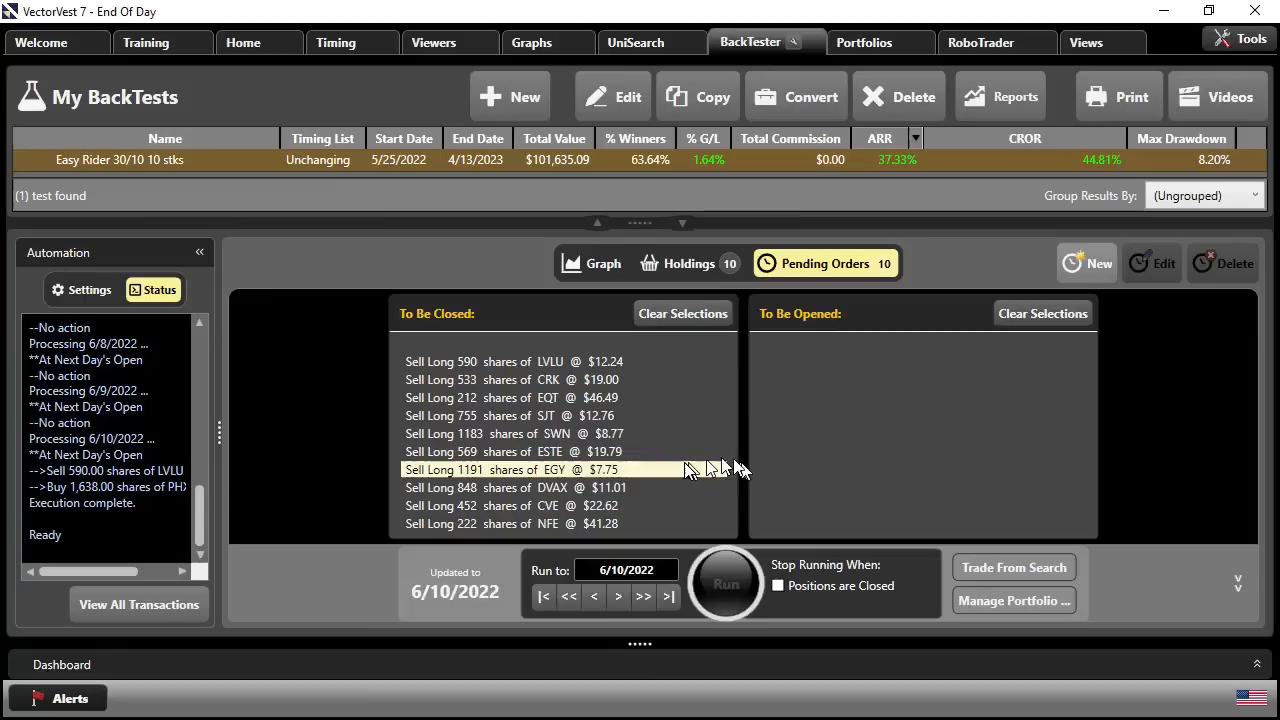 VectorVest 7 - End Of Day
Welcome
Training
Home
Timing
Viewers
Graphs
UniSearch
BackTester
Portfolios
RoboTrader
Views
Tools
My BackTests
New
Edit
Copy
Convert
Delete
Reports
Print
Videos
Name Timing List Start Date End Date Total Value % Winners % G/L Total Commission ARR CROR Max Drawdown
Easy Rider 30/10 10 stks Unchanging 5/25/2022 4/13/2023 $101,635.09 63.64% 1.64% $0.00 37.33% 44.81% 8.20%
(1) test found
Group Results By: (Ungrouped)
Automation «
Settings
Status
--No action
Processing 6/8/2022 ...
**At Next Day's Open
--No action
Processing 6/9/2022 ...
**At Next Day's Open
--No action
Processing 6/10/2022 ...
**At Next Day's Open
-->Sell 590.00 shares of LVLU
-->Buy 1,638.00 shares of PHX
Execution complete.
Ready
View All Transactions
Graph
Holdings 10
Pending Orders 10
New
Edit
Delete
To Be Closed:
Clear Selections
Sell Long 590 shares of LVLU @ $12.24
Sell Long 533 shares of CRK @ $19.00
Sell Long 212 shares of EQT @ $46.49
Sell Long 755 shares of SJT @ $12.76
Sell Long 1183 shares of SWN @ $8.77
Sell Long 569 shares of ESTE @ $19.79
Sell Long 1191 shares of EGY @ $7.75
Sell Long 848 shares of DVAX @ $11.01
Sell Long 452 shares of CVE @ $22.62
Sell Long 222 shares of NFE @ $41.28
To Be Opened:
Clear Selections
Updated to
6/10/2022
Run to: 6/10/2022
|< << < > >> >|
Run
Stop Running When:
Positions are Closed
Trade From Search
Manage Portfolio ...
Dashboard
Alerts